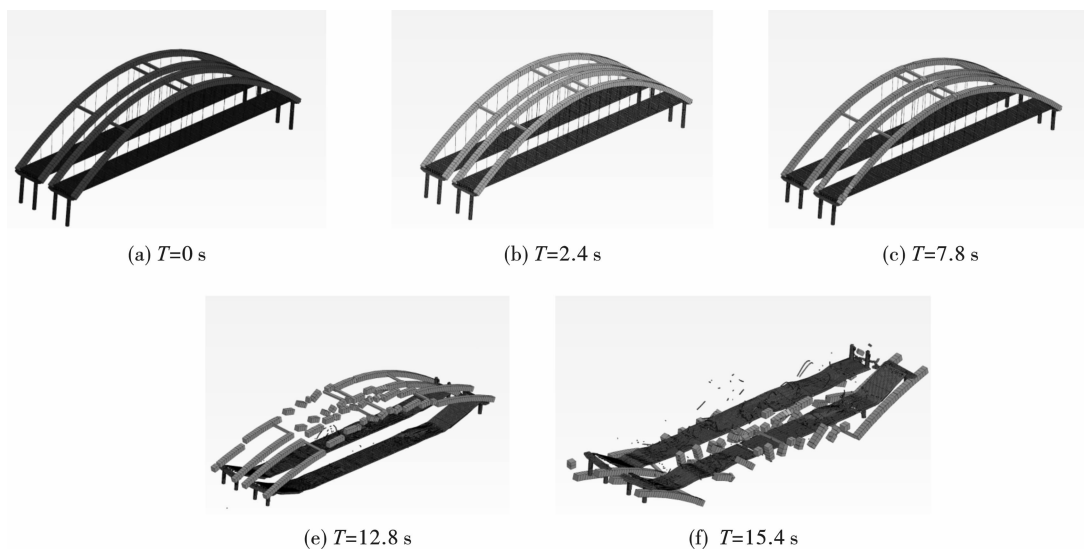 (a) T=0 s
(b) T=2.4 s
(c) T=7.8 s
(e) T=12.8 s
(f) T=15.4 s